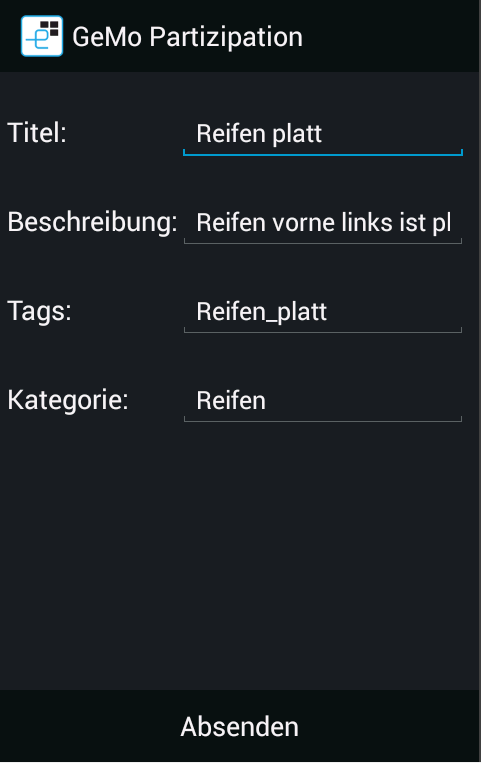 GeMo Partizipation
Titel: Reifen platt
Beschreibung: Reifen vorne links ist pl
Tags: Reifen_platt
Kategorie: Reifen
Absenden